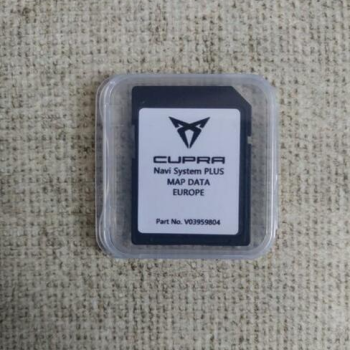 CUPRA
Navi System PLUS
MAP DATA
EUROPE
Part No. V03959804